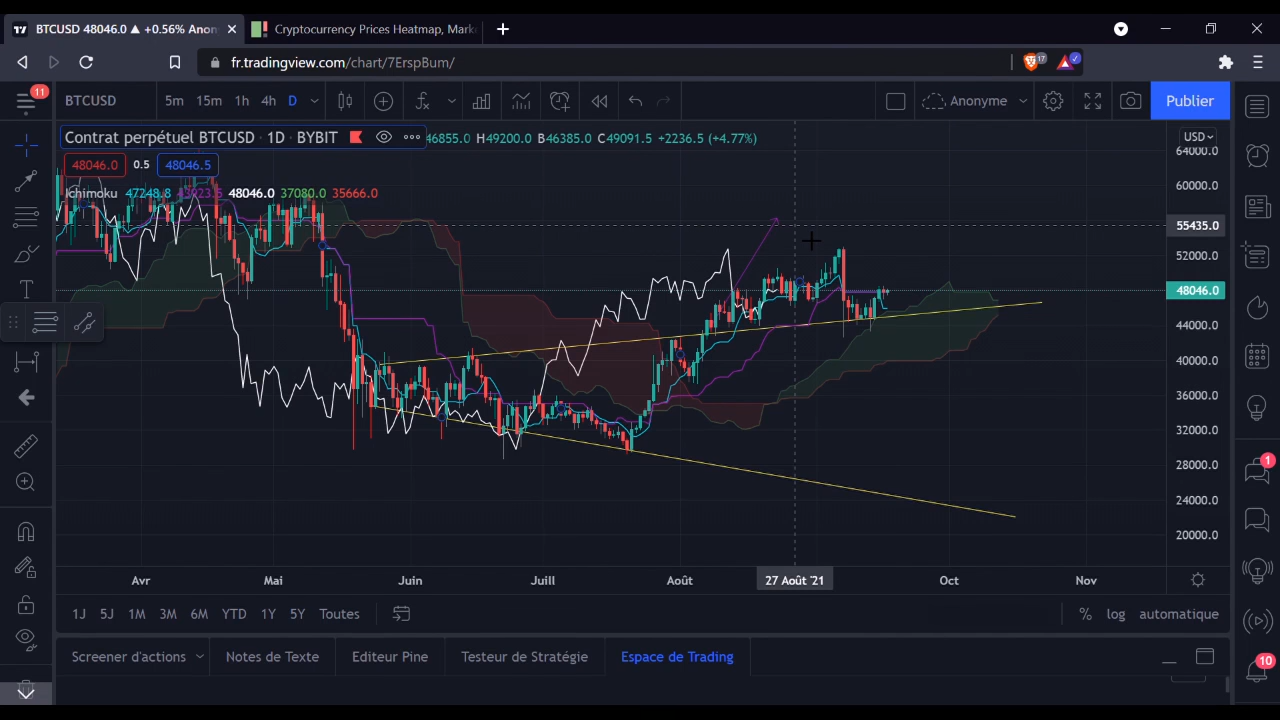 BTCUSD 48046.0 ▲ +0.56% Anon
Cryptocurrency Prices Heatmap, Mark
fr.tradingview.com/chart/7ErspBum/
17
11
BTCUSD
5m 15m 1h 4h D
Anonyme
Publier
Contrat perpétuel BTCUSD · 1D · BYBIT
46855.0 H49200.0 B46385.0 C49091.5 +2236.5 (+4.77%)
USD
48046.0 0.5 48046.5
Ichimoku 47248.8 48046.0 37080.0 35666.0
64000.0
60000.0
55435.0
52000.0
48046.0
44000.0
40000.0
36000.0
32000.0
28000.0
24000.0
20000.0
Avr Mai Juin Juill Août 27 Août '21 Oct Nov
1J 5J 1M 3M 6M YTD 1Y 5Y Toutes
% log automatique
Screener d'actions Notes de Texte Editeur Pine Testeur de Stratégie Espace de Trading
1
10